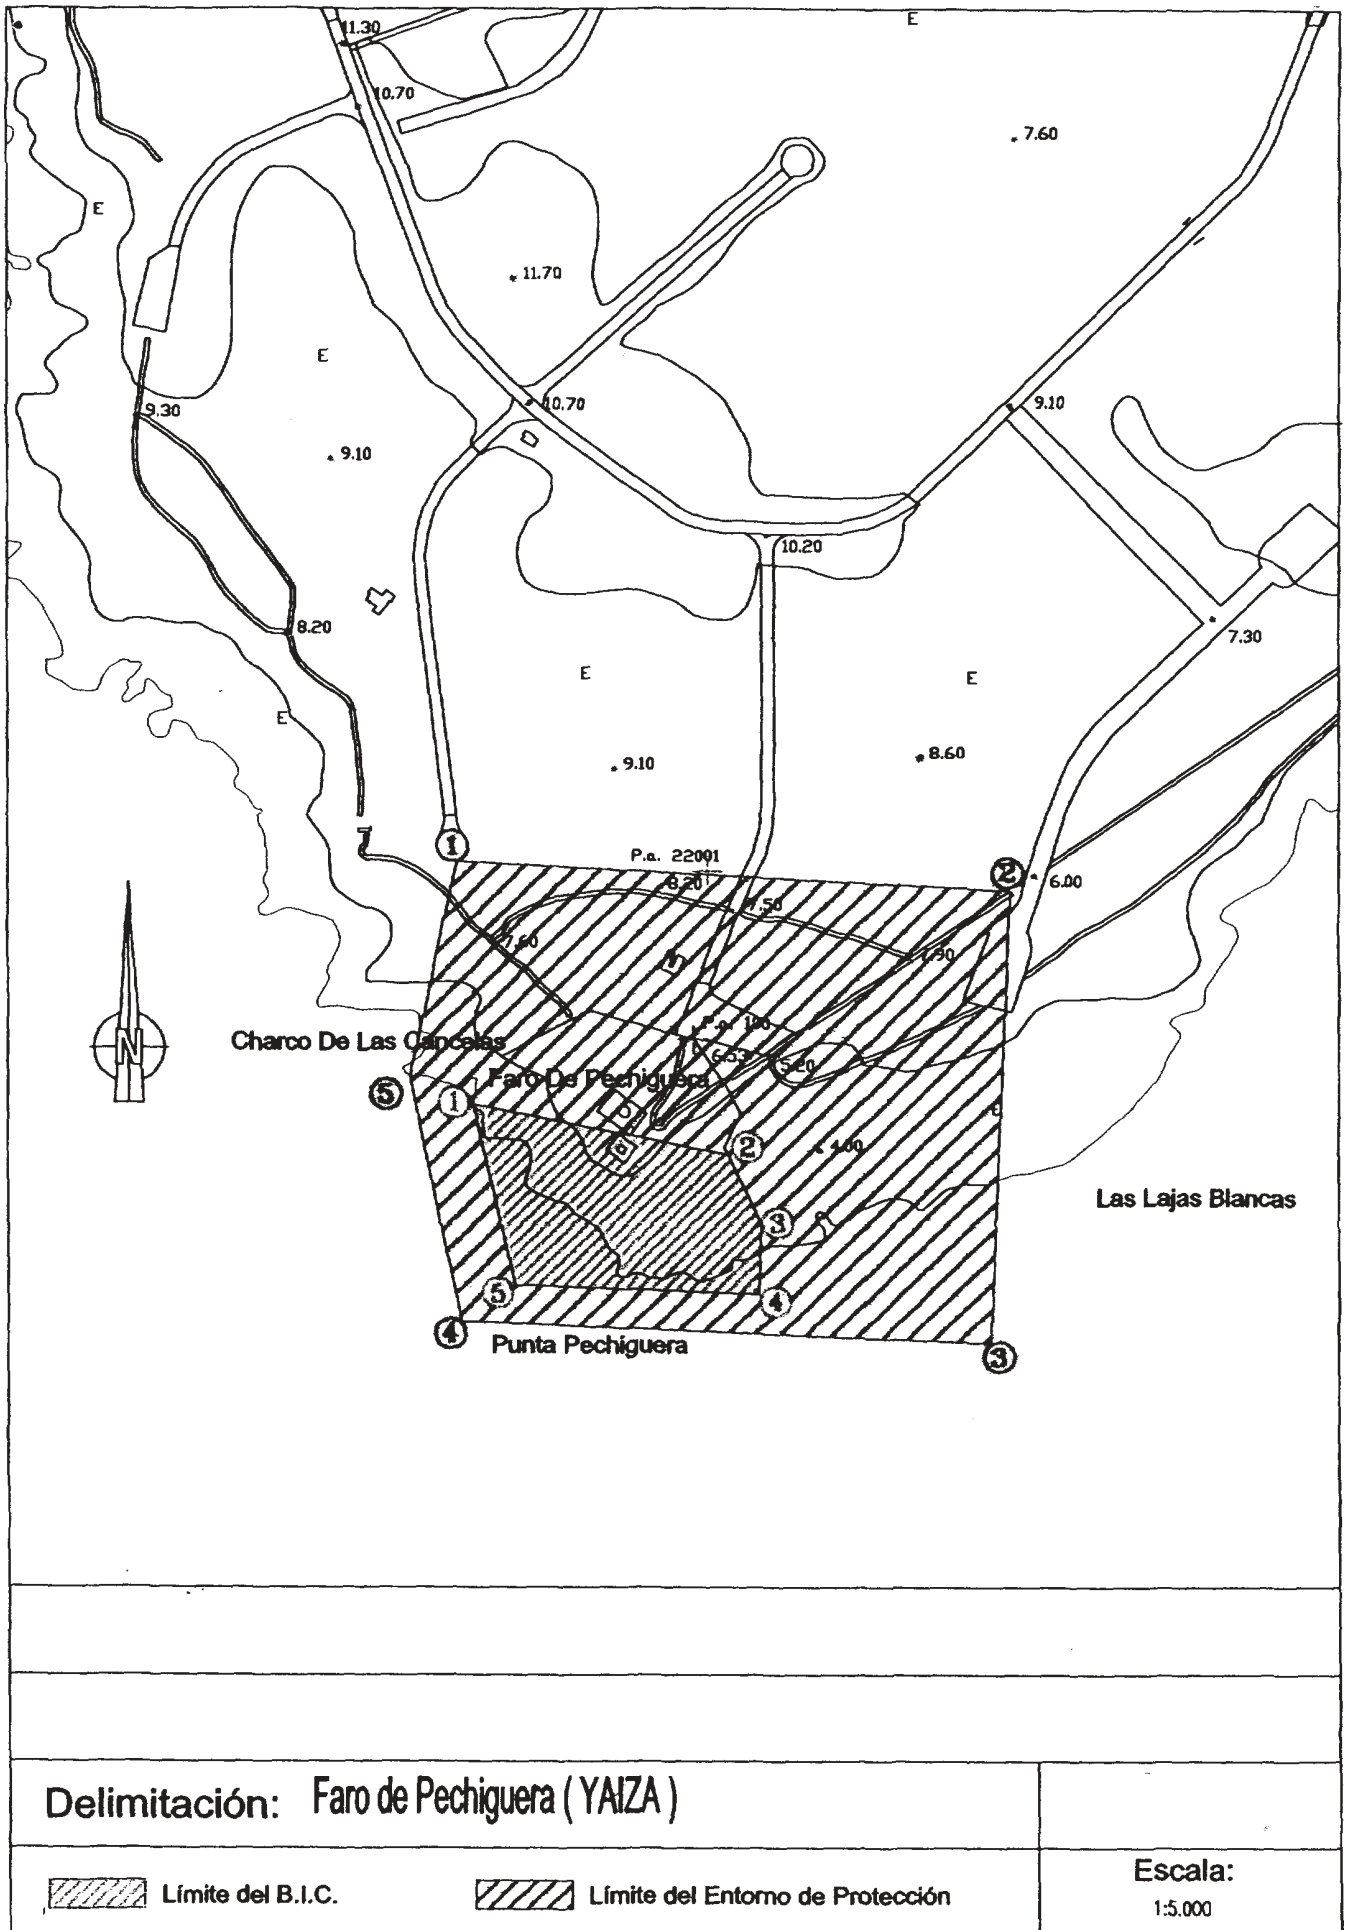 E
11.30
10.70
7.60
E
11.70
E
9.30
10.70
9.10
9.10
10.20
8.20
7.30
E
E
E
9.10
8.60
1
P.a. 22001
2
6.00
8.20
7.50
7.60
N
Charco De Las Cancelas
6.53
5.20
Faro De Pechiguera
5
1
E
2
4.00
Las Lajas Blancas
3
5
4
4
Punta Pechiguera
3
Delimitación: Faro de Pechiguera ( YAIZA )
Límite del B.I.C.
Límite del Entorno de Protección
Escala:
1:5.000